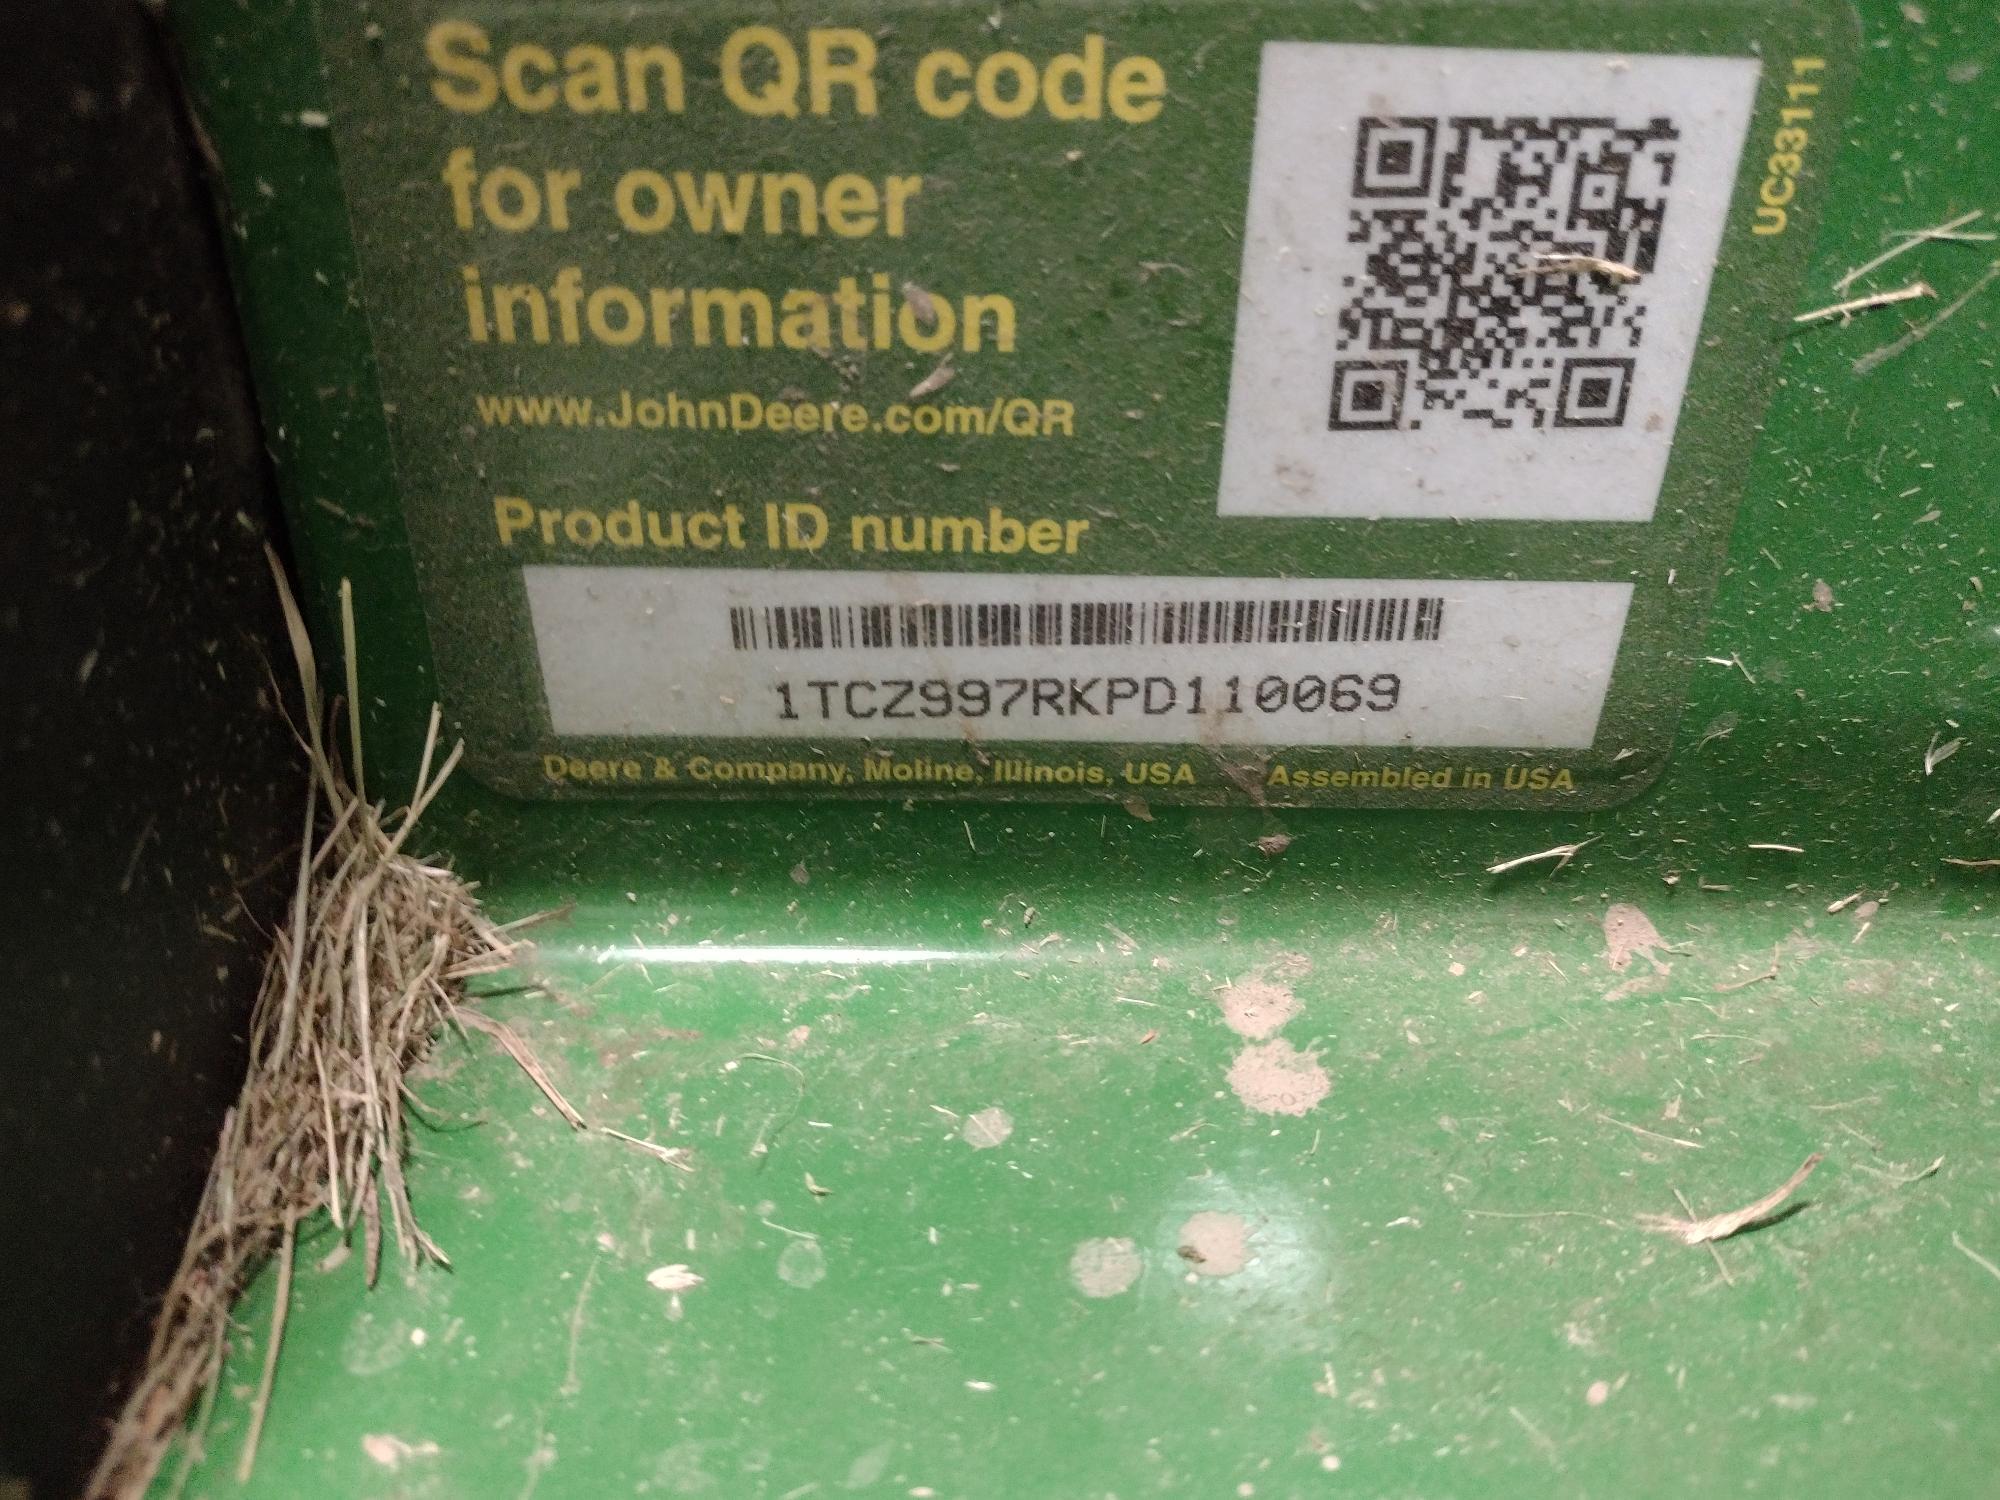 Scan QR code
for owner
information
www.JohnDeere.com/QR
UC33111
Product ID number
1TCZ997RKPD110069
Deere & Company, Moline, Illinois, USA
Assembled in USA